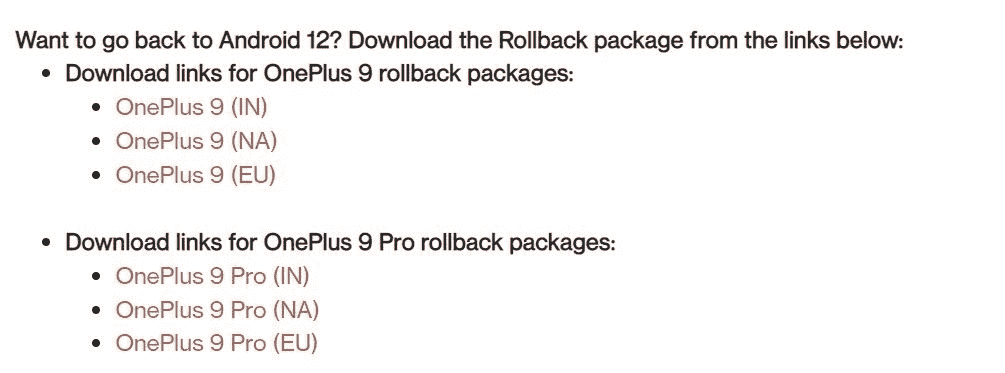 Want to go back to Android 12? Download the Rollback package from the links below:
Download links for OnePlus 9 rollback packages:
OnePlus 9 (IN)
OnePlus 9 (NA)
OnePlus 9 (EU)
Download links for OnePlus 9 Pro rollback packages:
OnePlus 9 Pro (IN)
OnePlus 9 Pro (NA)
OnePlus 9 Pro (EU)